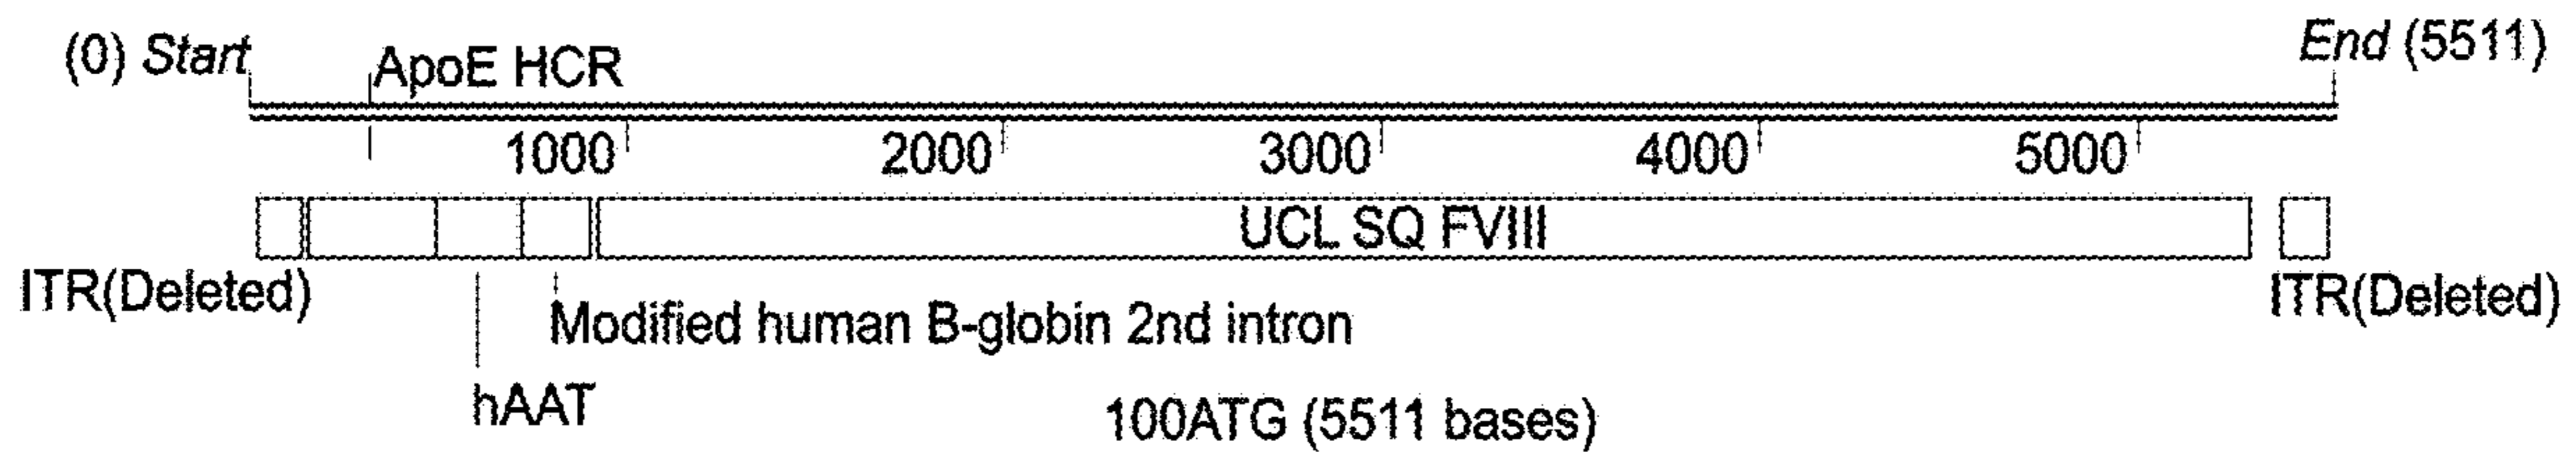 (0) Start
ApoE HCR
End (5511)
1000
2000
3000
4000
5000
UCL SQ FVIII
ITR(Deleted)
ITR(Deleted)
Modified human B-globin 2nd intron
hAAT
100ATG (5511 bases)